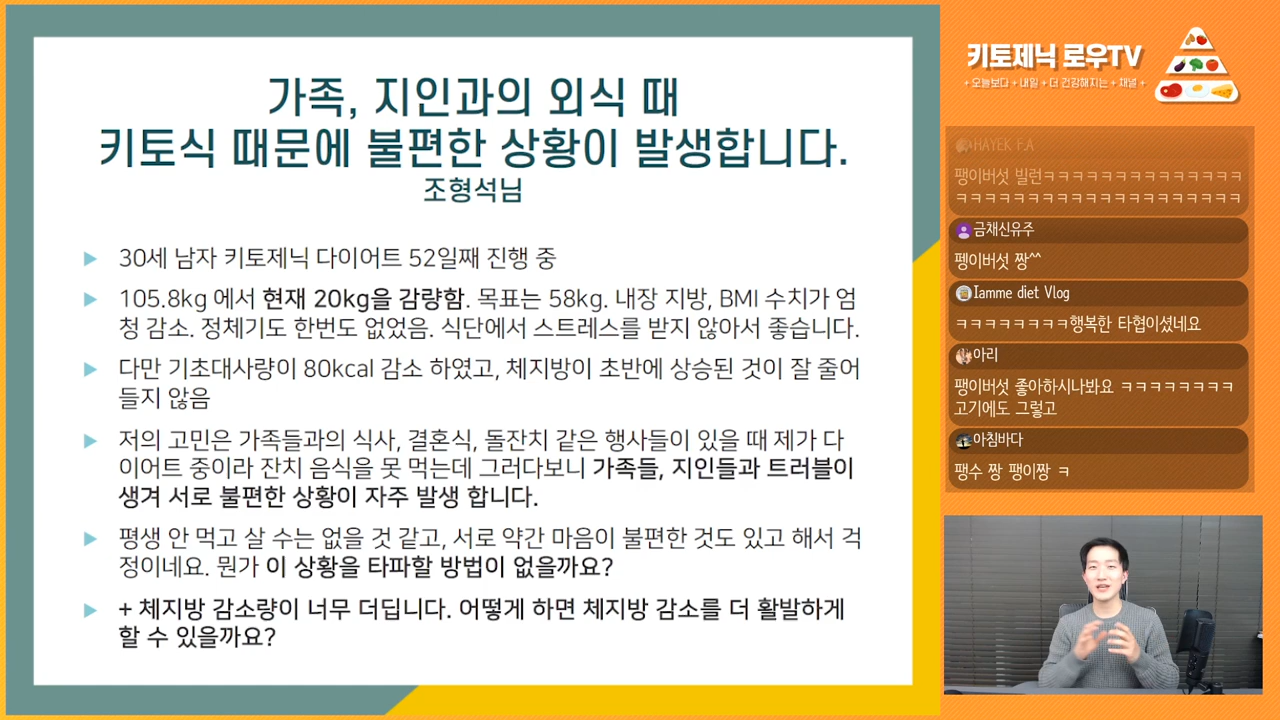 가족, 지인과의 외식 때
키토식 때문에 불편한 상황이 발생합니다.
조형석님
30세 남자 키토제닉 다이어트 52일째 진행 중
105.8kg 에서 현재 20kg을 감량함. 목표는 58kg. 내장 지방, BMI 수치가 엄
청 감소. 정체기도 한번도 없었음. 식단에서 스트레스를 받지 않아서 좋습니다.
다만 기초대사량이 80kcal 감소 하였고, 체지방이 초반에 상승된 것이 잘 줄어
들지 않음
저의 고민은 가족들과의 식사, 결혼식, 돌잔치 같은 행사들이 있을 때 제가 다
이어트 중이라 잔치 음식을 못 먹는데 그러다보니 가족들, 지인들과 트러블이
생겨 서로 불편한 상황이 자주 발생 합니다.
평생 안 먹고 살 수는 없을 것 같고, 서로 약간 마음이 불편한 것도 있고 해서 걱
정이네요. 뭔가 이 상황을 타파할 방법이 없을까요?
+ 체지방 감소량이 너무 더딥니다. 어떻게 하면 체지방 감소를 더 활발하게
할 수 있을까요?
키토제닉 로우TV
+ 오늘보다 + 내일 + 더 건강해지는 + 채널 +
HAYEK F.A
팽이버섯 빌런ㅋㅋㅋㅋㅋㅋㅋㅋㅋㅋㅋㅋㅋㅋ
ㅋㅋㅋㅋㅋㅋㅋㅋㅋㅋㅋㅋㅋㅋㅋㅋㅋㅋㅋㅋ
금채신유주
펭이버섯 짱^^
Iamme diet Vlog
ㅋㅋㅋㅋㅋㅋㅋㅋ행복한 타협이셨네요
아리
팽이버섯 좋아하시나봐요 ㅋㅋㅋㅋㅋㅋㅋㅋ
고기에도 그렇고
아침바다
팽수 짱 팽이짱 ㅋ